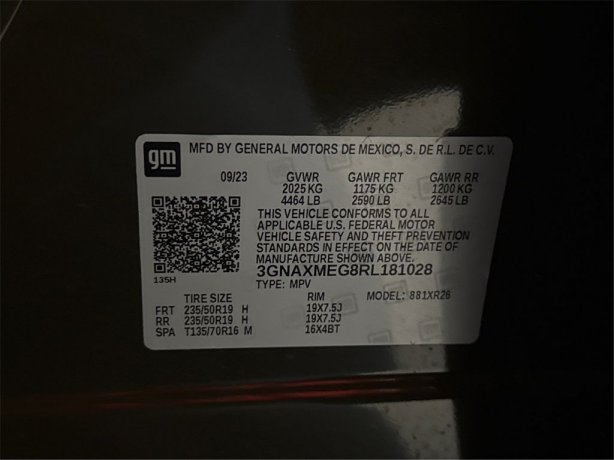 gm
MFD BY GENERAL MOTORS DE MEXICO, S. DE R.L. DE C.V.
09/23 GVWR GAWR FRT GAWR RR
2025 KG 1175 KG 1200 KG
4464 LB 2590 LB 2645 LB
THIS VEHICLE CONFORMS TO ALL
APPLICABLE U.S. FEDERAL MOTOR
VEHICLE SAFETY AND THEFT PREVENTION
STANDARDS IN EFFECT ON THE DATE OF
MANUFACTURE SHOWN ABOVE.
135H 3GNAXMEG8RL181028
TYPE: MPV
TIRE SIZE RIM MODEL: 881XR26
FRT 235/50R19 H 19X7.5J
RR 235/50R19 H 19X7.5J
SPA T135/70R16 M 16X4BT